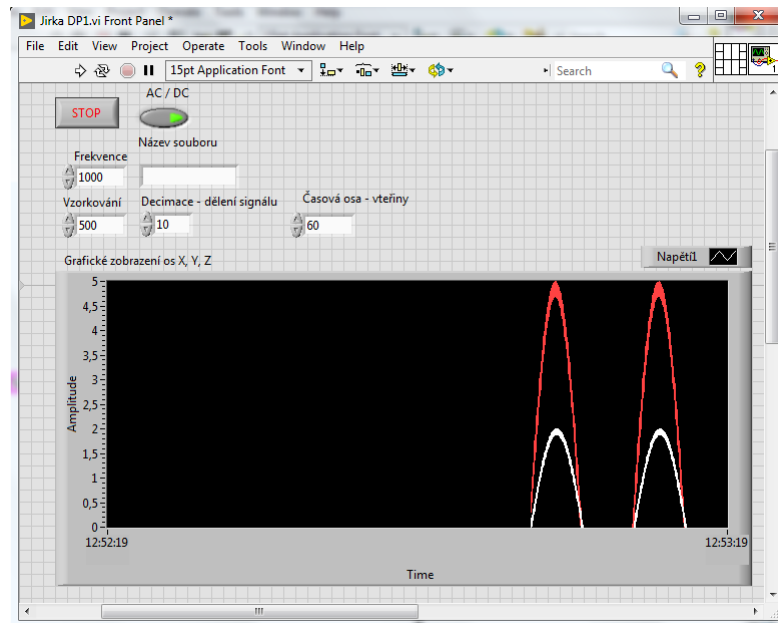 Jirka DP1.vi Front Panel *
File Edit View Project Operate Tools Window Help
15pt Application Font Search
1
AC / DC
STOP
Název souboru
Frekvence
1000
Vzorkování Decimace - dělení signálu Časová osa - vteřiny
500 10 60
Grafické zobrazení os X, Y, Z Napětí1
5
4,5
4
3,5
3
2,5
2
1,5
1
0,5
0
Amplitude
12:52:19 12:53:19
Time